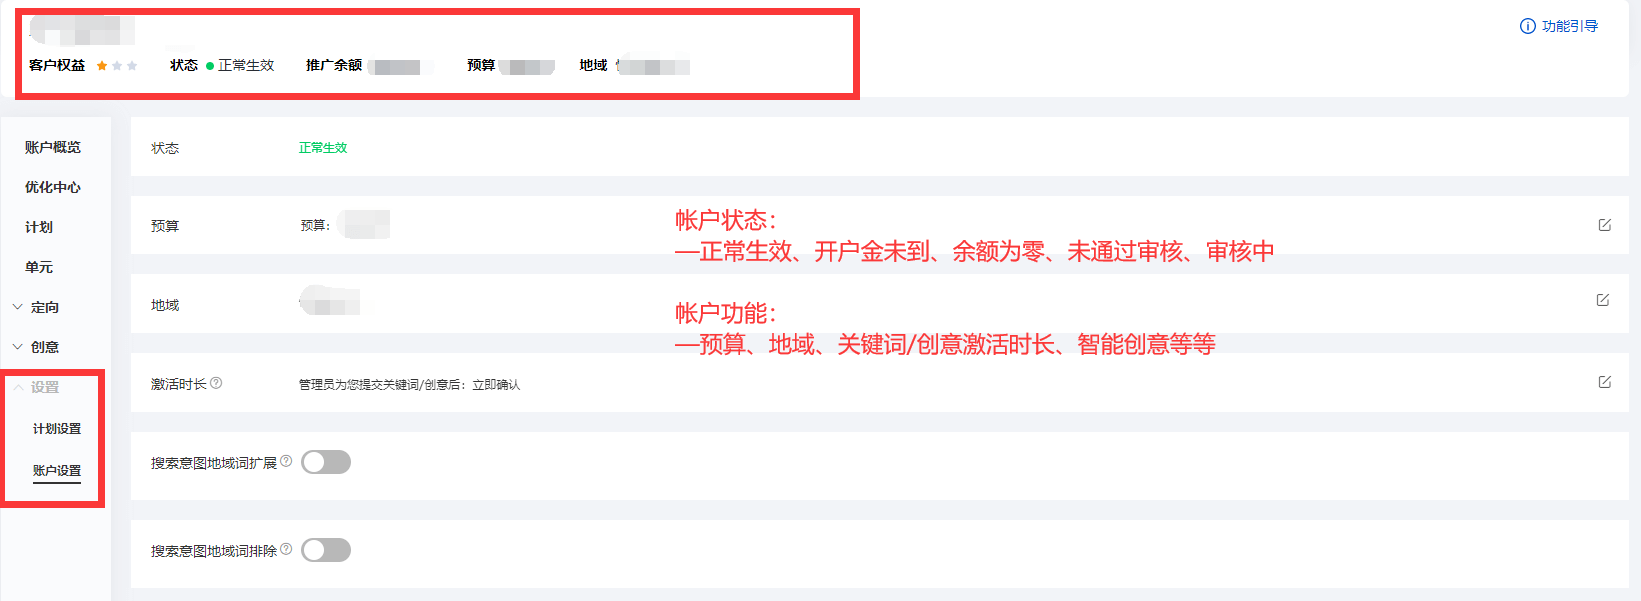 功能引导
客户权益 状态 正常生效 推广余额 预算 地域
账户概览
优化中心
计划
单元
定向
创意
设置
计划设置
账户设置
状态 正常生效
预算 预算：
帐户状态：
—正常生效、开户金未到、余额为零、未通过审核、审核中
地域
帐户功能：
—预算、地域、关键词/创意激活时长、智能创意等等
激活时长 管理员为您提交关键词/创意后：立即确认
搜索意图地域词扩展
搜索意图地域词排除